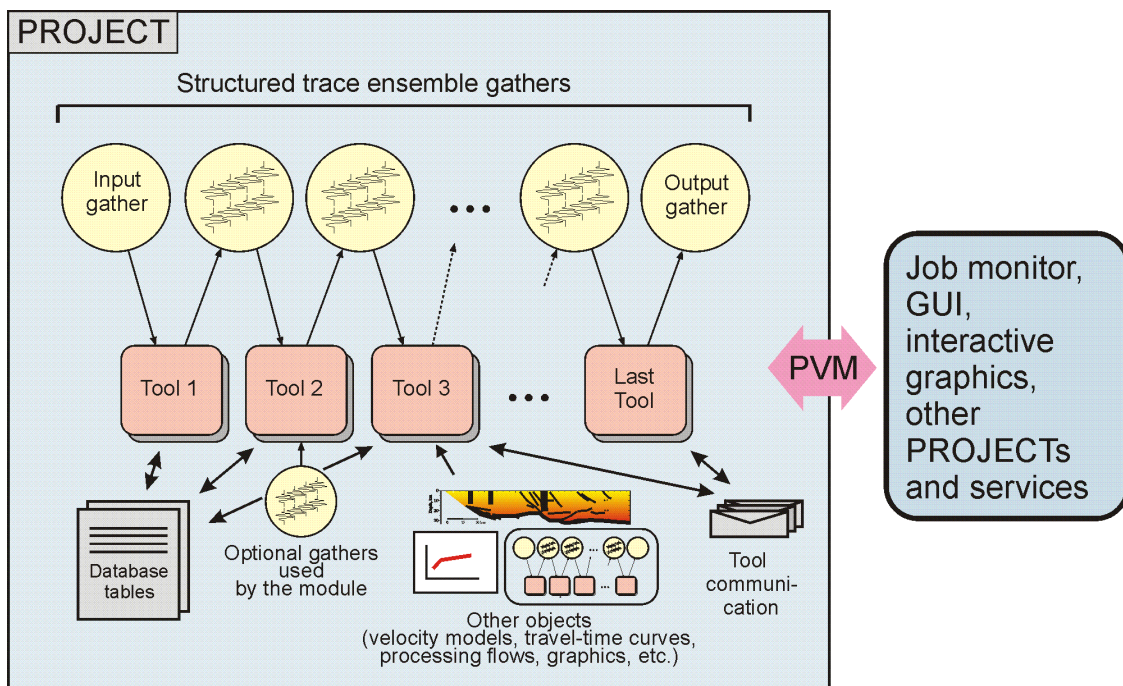 PROJECT
Structured trace ensemble gathers
Input
gather
...
Output
gather
Tool 1
Tool 2
Tool 3
...
Last
Tool
PVM
Job monitor,
GUI,
interactive
graphics,
other
PROJECTs
and services
Database
tables
Optional gathers
used
by the module
...
...
Other objects
(velocity models, travel-time curves,
processing flows, graphics, etc.)
Tool
communi-
cation